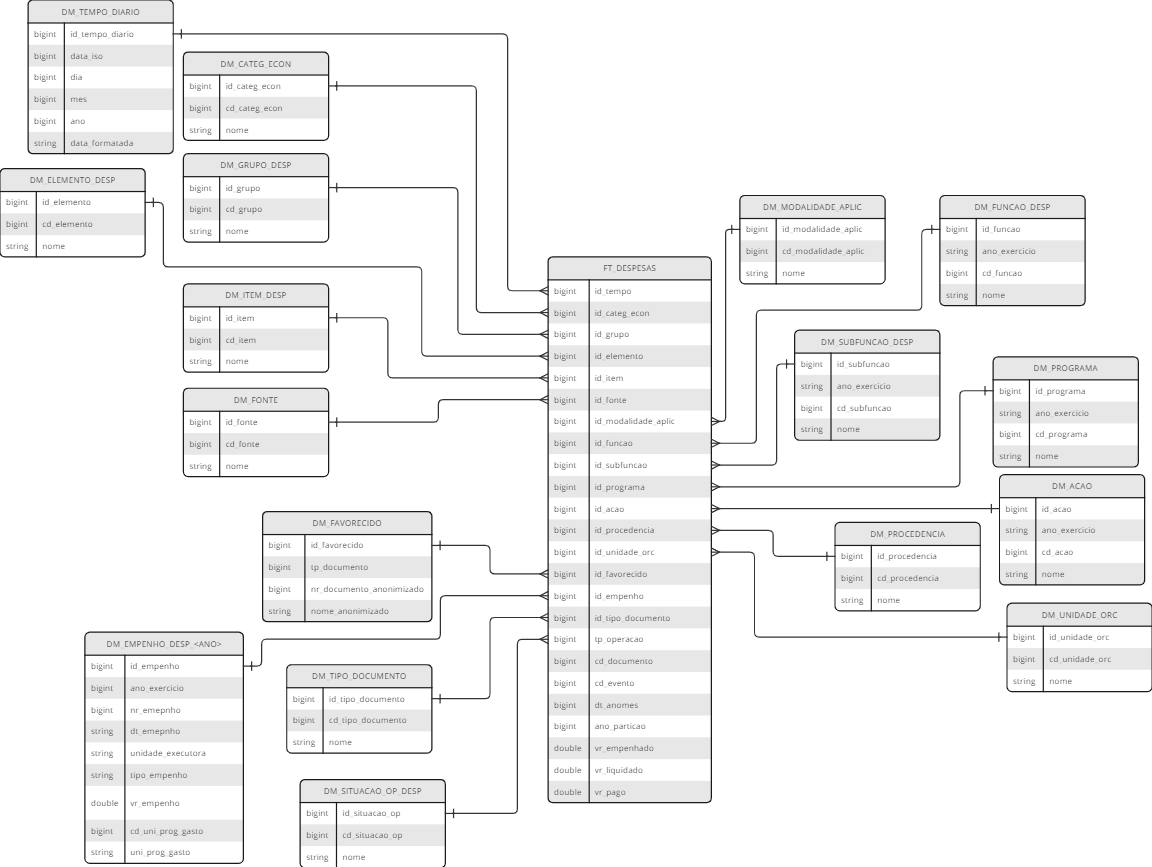 DM_TEMPO_DIARIO
bigint id_tempo_diario
bigint data_iso
bigint dia
bigint mes
bigint ano
string data_formatada
DM_CATEG_ECON
bigint id_categ_econ
bigint cd_categ_econ
string nome
DM_GRUPO_DESP
bigint id_grupo
bigint cd_grupo
string nome
DM_ELEMENTO_DESP
bigint id_elemento
bigint cd_elemento
string nome
DM_ITEM_DESP
bigint id_item
bigint cd_item
string nome
DM_FONTE
bigint id_fonte
bigint cd_fonte
string nome
DM_FAVORECIDO
bigint id_favorecido
bigint tp_documento
bigint nr_documento_anonimizado
string nome_anonimizado
DM_EMPENHO_DESP_<ANO>
bigint id_empenho
bigint ano_exercicio
bigint nr_emepnho
string dt_emepnho
string unidade_executora
string tipo_empenho
double vr_empenho
bigint cd_uni_prog_gasto
string uni_prog_gasto
DM_TIPO_DOCUMENTO
bigint id_tipo_documento
bigint cd_tipo_documento
string nome
DM_SITUACAO_OP_DESP
bigint id_situacao_op
bigint cd_situacao_op
string nome
FT_DESPESAS
bigint id_tempo
bigint id_categ_econ
bigint id_grupo
bigint id_elemento
bigint id_item
bigint id_fonte
bigint id_modalidade_aplic
bigint id_funcao
bigint id_subfuncao
bigint id_programa
bigint id_acao
bigint id_procedencia
bigint id_unidade_orc
bigint id_favorecido
bigint id_empenho
bigint id_tipo_documento
bigint tp_operacao
bigint cd_documento
bigint cd_evento
bigint dt_anomes
bigint ano_particao
double vr_empenhado
double vr_liquidado
double vr_pago
DM_MODALIDADE_APLIC
bigint id_modalidade_aplic
bigint cd_modalidade_aplic
string nome
DM_FUNCAO_DESP
bigint id_funcao
string ano_exercicio
bigint cd_funcao
string nome
DM_SUBFUNCAO_DESP
bigint id_subfuncao
string ano_exercicio
bigint cd_subfuncao
string nome
DM_PROGRAMA
bigint id_programa
string ano_exercicio
bigint cd_programa
string nome
DM_ACAO
bigint id_acao
string ano_exercicio
bigint cd_acao
string nome
DM_PROCEDENCIA
bigint id_procedencia
bigint cd_procedencia
string nome
DM_UNIDADE_ORC
bigint id_unidade_orc
bigint cd_unidade_orc
string nome